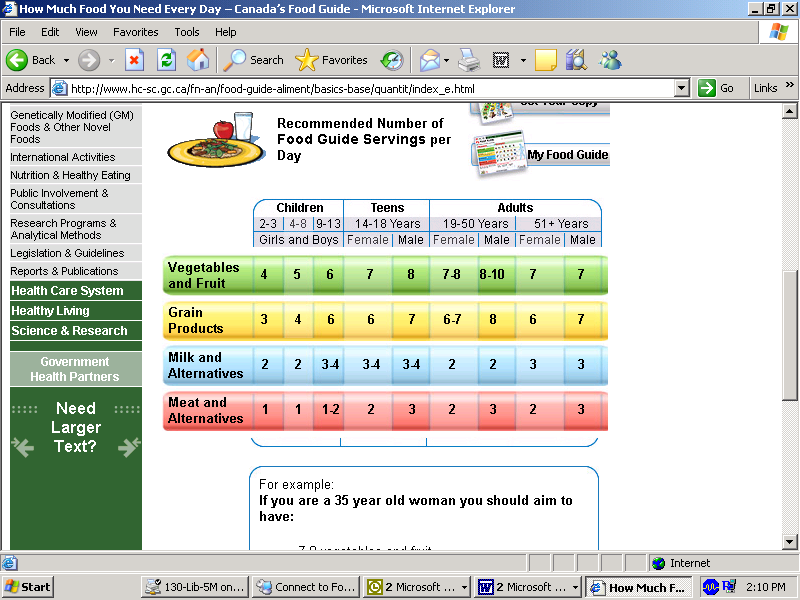 How Much Food You Need Every Day – Canada's Food Guide - Microsoft Internet Explorer
File Edit View Favorites Tools Help
Back Search Favorites
Address http://www.hc-sc.gc.ca/fn-an/food-guide-aliment/basics-base/quantit/index_e.html Go Links »
Genetically Modified (GM)
Foods & Other Novel
Foods
International Activities
Nutrition & Healthy Eating
Public Involvement &
Consultations
Research Programs &
Analytical Methods
Legislation & Guidelines
Reports & Publications
Health Care System
Healthy Living
Science & Research
Government
Health Partners
Need
Larger
Text?
Recommended Number of
Food Guide Servings per
Day
My Food Guide
Children Teens Adults
2-3 4-8 9-13 14-18 Years 19-50 Years 51+ Years
Girls and Boys Female Male Female Male Female Male
Vegetables
and Fruit 4 5 6 7 8 7-8 8-10 7 7
Grain
Products 3 4 6 6 7 6-7 8 6 7
Milk and
Alternatives 2 2 3-4 3-4 3-4 2 2 3 3
Meat and
Alternatives 1 1 1-2 2 3 2 3 2 3
For example:
If you are a 35 year old woman you should aim to
have:
Internet
Start 130-Lib-5M on... Connect to Fo... 2 Microsoft ... 2 Microsoft ... How Much F... 2:10 PM